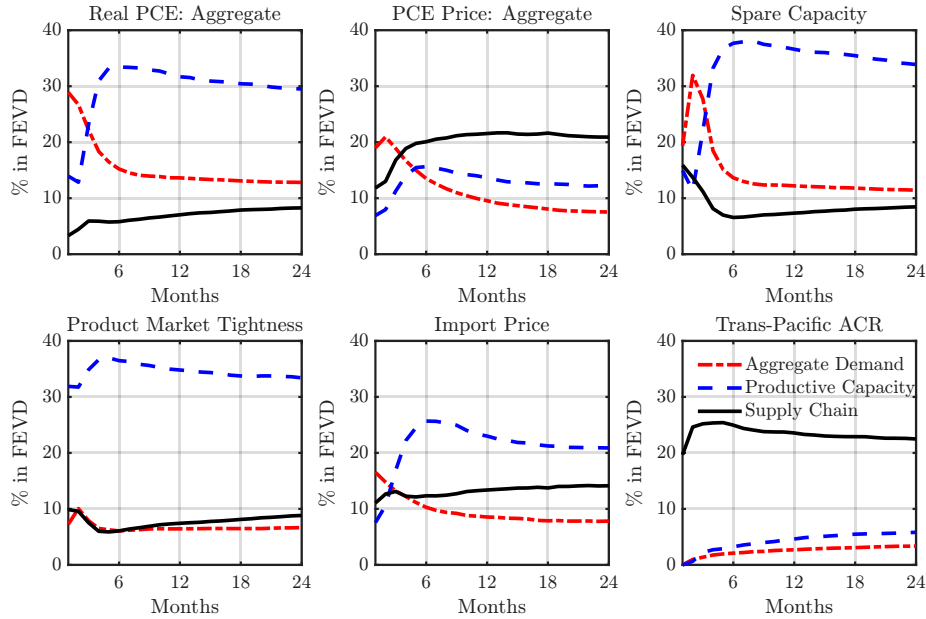 Real PCE: Aggregate
% in FEVD
40
30
20
10
0
6 12 18 24
Months
PCE Price: Aggregate
% in FEVD
40
30
20
10
0
6 12 18 24
Months
Spare Capacity
% in FEVD
40
30
20
10
0
6 12 18 24
Months
Product Market Tightness
% in FEVD
40
30
20
10
0
6 12 18 24
Months
Import Price
% in FEVD
40
30
20
10
0
6 12 18 24
Months
Trans-Pacific ACR
% in FEVD
40
30
20
10
0
Aggregate Demand
Productive Capacity
Supply Chain
6 12 18 24
Months